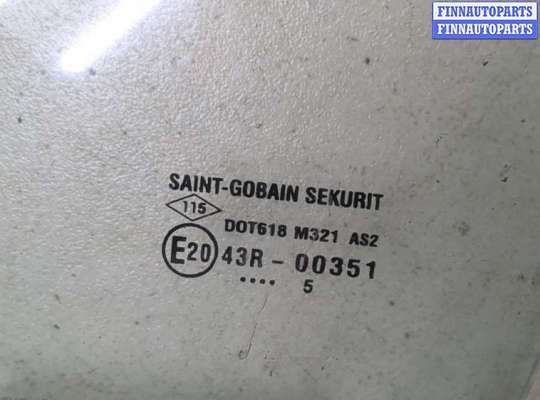 FINNAUTOPARTS
FINNAUTOPARTS
SAINT-GOBAIN SEKURIT
115
DOT618 M321 AS2
E20 43R - 00351
.... 5